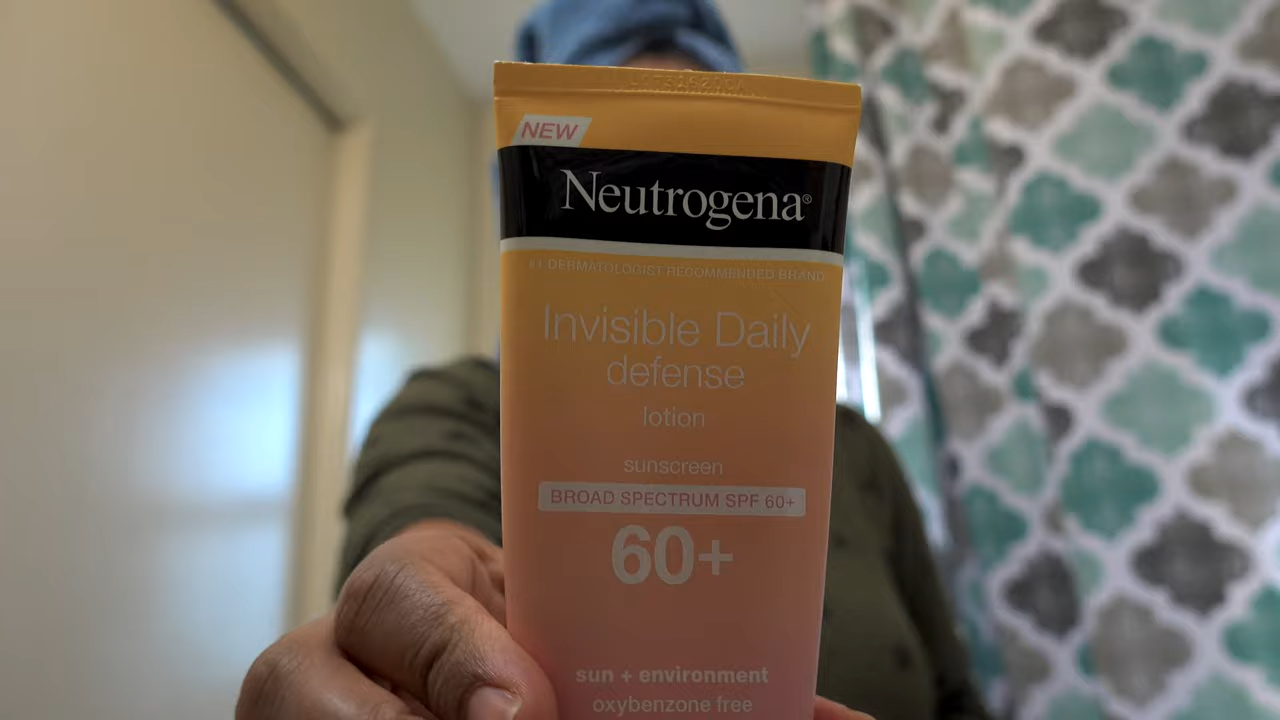 NEW
Neutrogena®
#1 DERMATOLOGIST RECOMMENDED BRAND
Invisible Daily
defense
lotion
sunscreen
BROAD SPECTRUM SPF 60+
60+
sun + environment
oxybenzone free